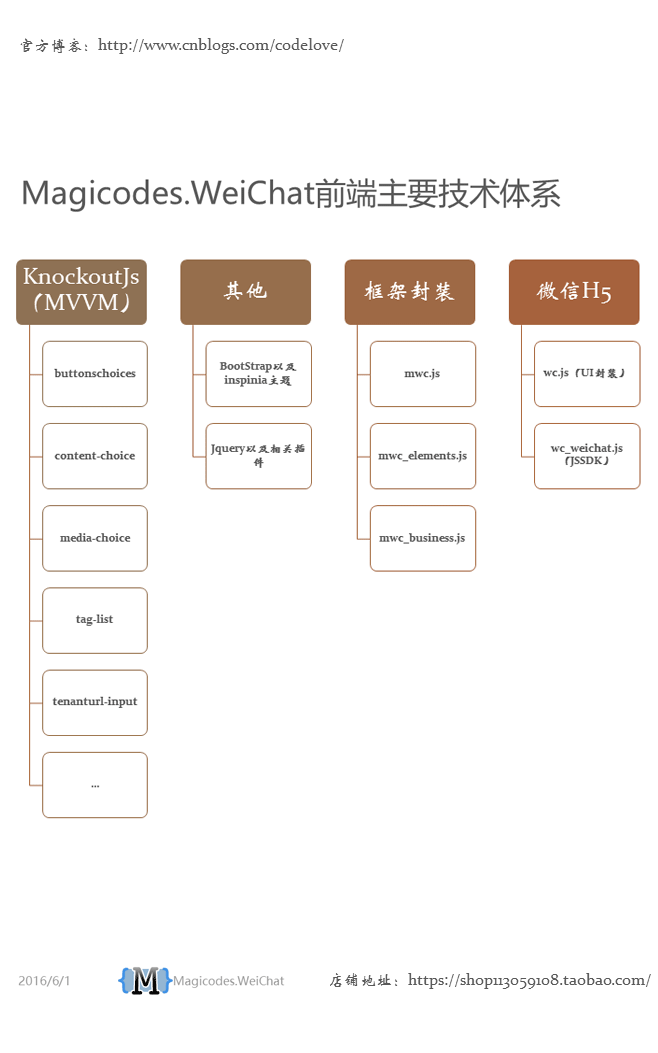 官方博客：http://www.cnblogs.com/codelove/
Magicodes.WeiChat前端主要技术体系
KnockoutJs
（MVVM）
buttonschoices
content-choice
media-choice
tag-list
tenanturl-input
...
其他
BootStrap以及
inspinia主题
Jquery以及相关插
件
框架封装
mwc.js
mwc_elements.js
mwc_business.js
微信H5
wc.js（UI封装）
wc_weichat.js
（JSSDK）
2016/6/1
M
Magicodes.WeiChat
店铺地址：https://shop113059108.taobao.com/